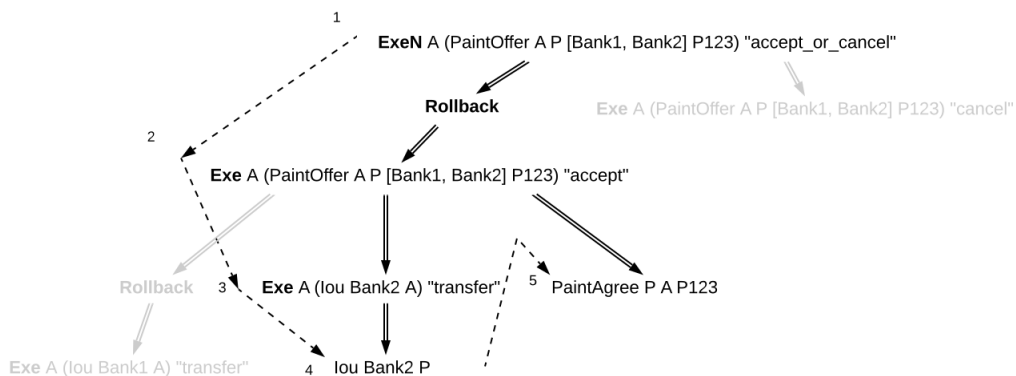 1
ExeN A (PaintOffer A P [Bank1, Bank2] P123) "accept_or_cancel"
Rollback
Exe A (PaintOffer A P [Bank1, Bank2] P123) "cancel"
2
Exe A (PaintOffer A P [Bank1, Bank2] P123) "accept"
Rollback
3
Exe A (Iou Bank2 A) "transfer"
5
PaintAgree P A P123
Exe A (Iou Bank1 A) "transfer"
4
Iou Bank2 P